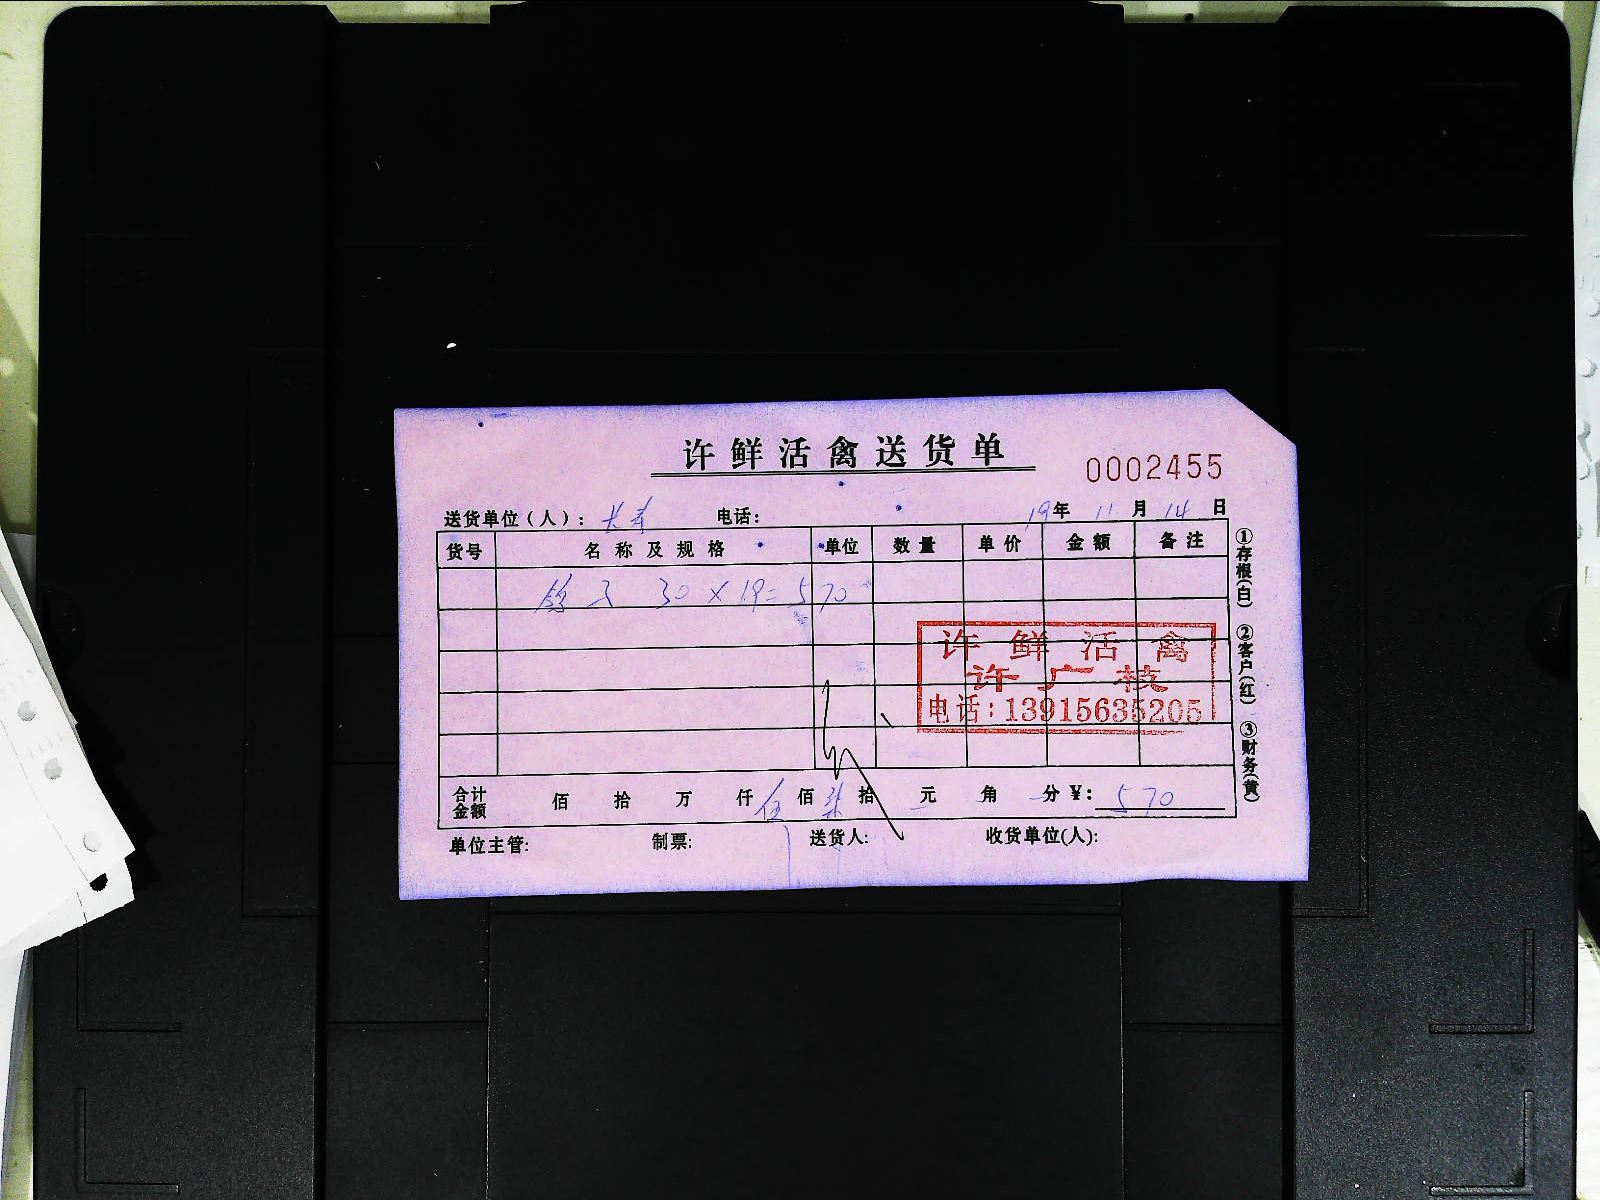 许鲜活禽送货单
0002455
送货单位（人）：长寿 电话： 19年 11月 14日
货号 名称及规格 单位 数量 单价 金额 备注
30×19=570
许鲜活禽
许广枝
电话：13915635205
合计金额 佰 拾 万 仟 伍佰 柒拾 元 角 分 ￥：570
单位主管: 制票: 送货人: 收货单位(人):
①存根(白) ②客户(红) ③财务(黄)